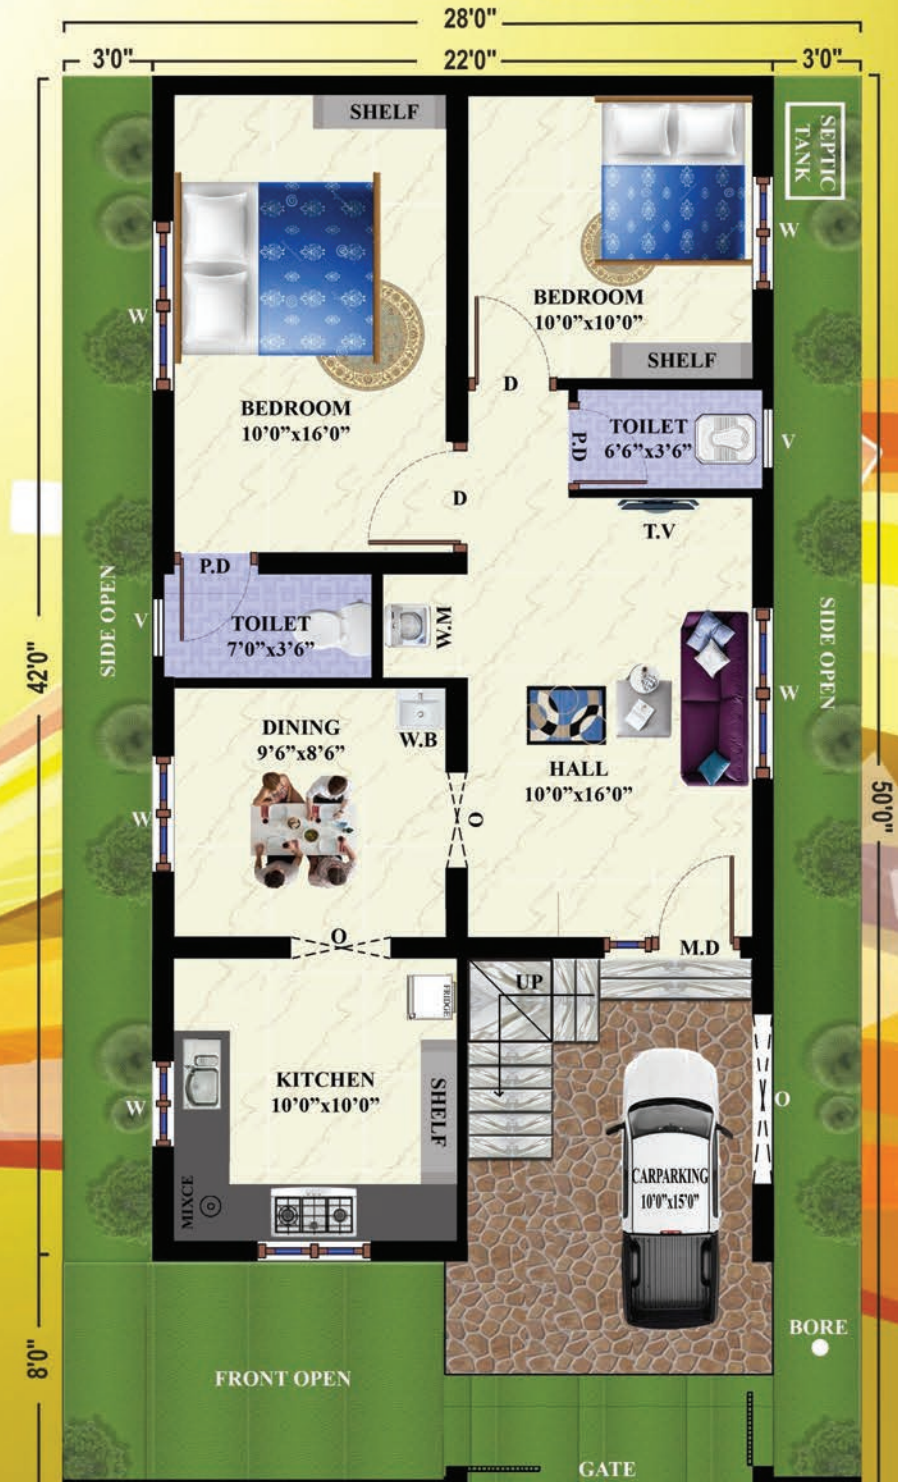 28'0"
3'0"
22'0"
3'0"
SHELF
SEPTIC
TANK
W
BEDROOM
10'0"x10'0"
W
SHELF
D
BEDROOM
10'0"x16'0"
TOILET
6'6"x3'6"
P.D
V
D
T.V
P.D
SIDE OPEN
V
TOILET
7'0"x3'6"
W.M
SIDE OPEN
42'0"
W
DINING
9'6"x8'6"
W.B
HALL
10'0"x16'0"
W
O
50'0"
O
M.D
UP
FRIDGE
KITCHEN
10'0"x10'0"
SHELF
W
O
CARPARKING
10'0"x15'0"
MIXCE
BORE
8'0"
FRONT OPEN
GATE